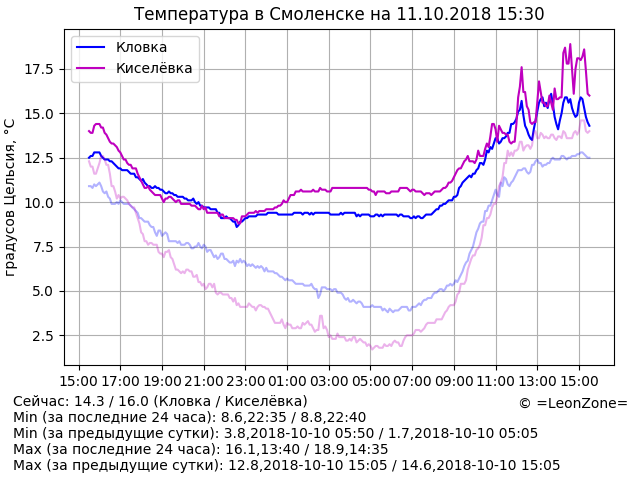 Температура в Смоленске на 11.10.2018 15:30
Кловка
Киселёвка
градусов Цельсия, °C
17.5
15.0
12.5
10.0
7.5
5.0
2.5
15:00 17:00 19:00 21:00 23:00 01:00 03:00 05:00 07:00 09:00 11:00 13:00 15:00
Сейчас: 14.3 / 16.0 (Кловка / Киселёвка)
© =LeonZone=
Min (за последние 24 часа): 8.6,22:35 / 8.8,22:40
Min (за предыдущие сутки): 3.8,2018-10-10 05:50 / 1.7,2018-10-10 05:05
Max (за последние 24 часа): 16.1,13:40 / 18.9,14:35
Max (за предыдущие сутки): 12.8,2018-10-10 15:05 / 14.6,2018-10-10 15:05